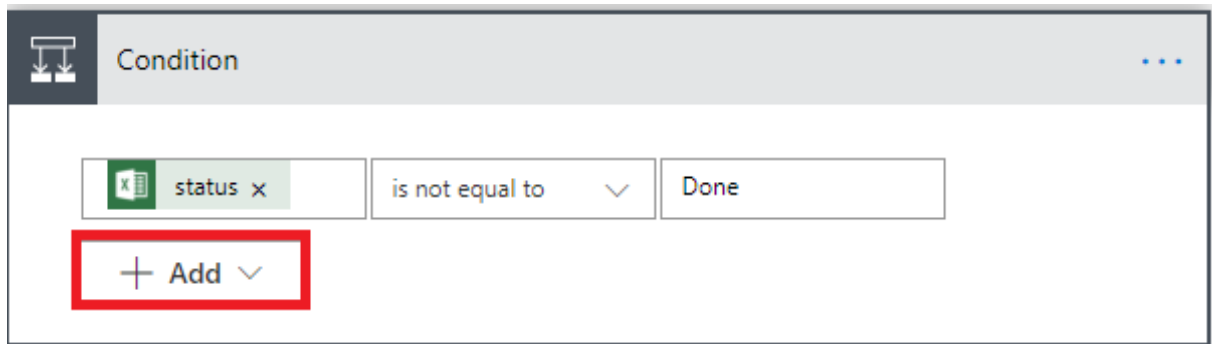 Condition
status x is not equal to Done
+ Add